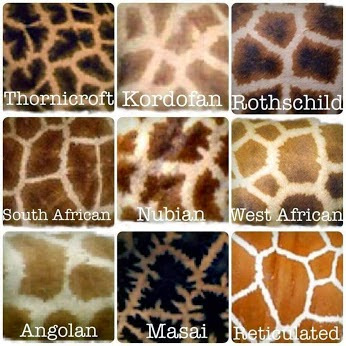 Thornicroft
Kordofan
Rothschild
South African
Nubian
West African
Angolan
Masai
Reticulated